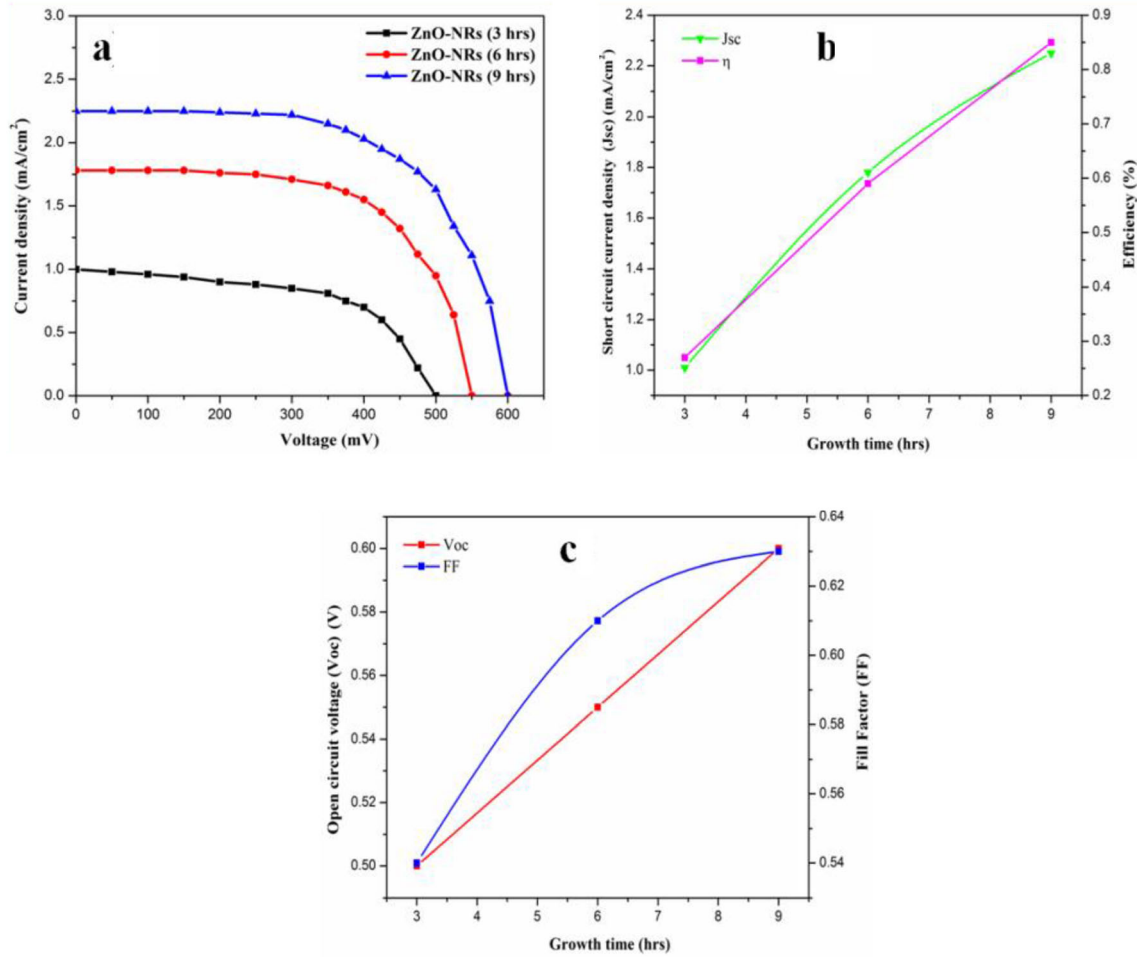 a
ZnO-NRs (3 hrs)
ZnO-NRs (6 hrs)
ZnO-NRs (9 hrs)
Current density (mA/cm²)
3.0
2.5
2.0
1.5
1.0
0.5
0.0
0 100 200 300 400 500 600
Voltage (mV)
b
Jsc
η
Short circuit current density (Jsc) (mA/cm²)
2.4
2.2
2.0
1.8
1.6
1.4
1.2
1.0
Efficiency (%)
0.9
0.8
0.7
0.6
0.5
0.4
0.3
0.2
3 4 5 6 7 8 9
Growth time (hrs)
c
Voc
FF
Open circuit voltage (Voc) (V)
0.60
0.58
0.56
0.54
0.52
0.50
Fill Factor (FF)
0.64
0.62
0.60
0.58
0.56
0.54
3 4 5 6 7 8 9
Growth time (hrs)